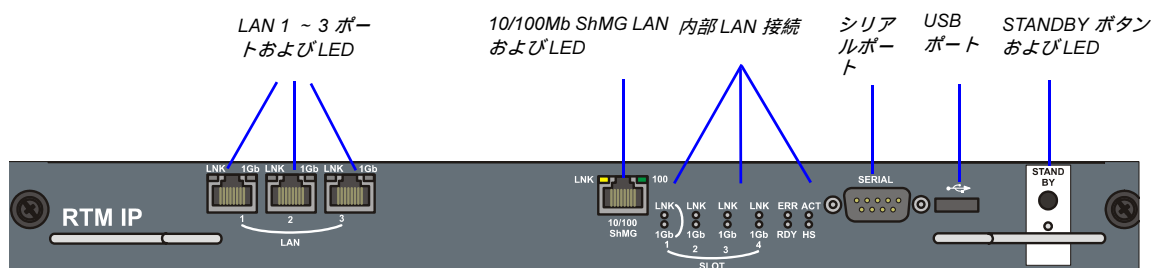 LAN 1 ~ 3 ポー
トおよび LED
10/100Mb ShMG LAN
および LED
内部 LAN 接続
シリア
ルポー
ト
USB
ポート
STANDBY ボタン
および LED
LNK 1Gb LNK 1Gb LNK 1Gb
1 2 3
LAN
RTM IP
LNK 100
10/100
ShMG
LNK LNK LNK LNK ERR ACT
1Gb 1Gb 1Gb 1Gb RDY HS
1 2 3 4
SLOT
SERIAL
STAND
BY